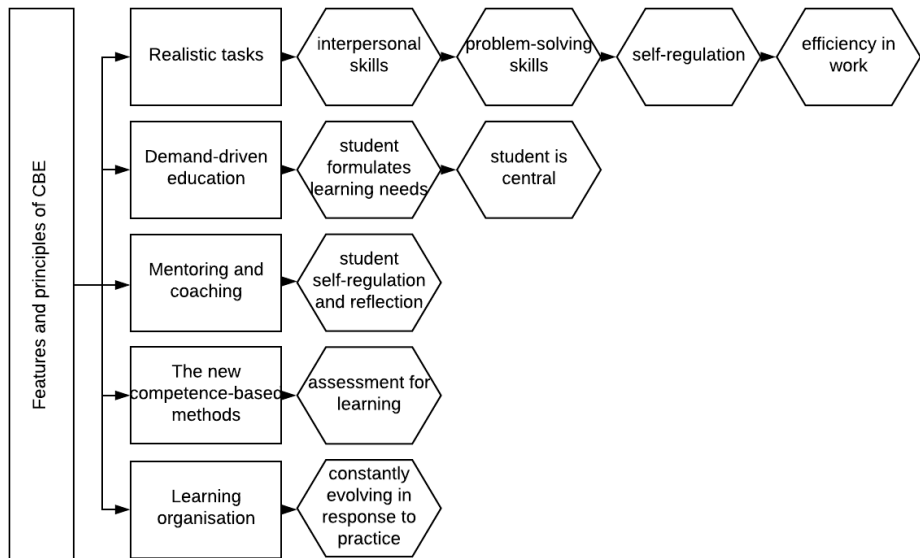 Features and principles of CBE
Realistic tasks
interpersonal
skills
problem-solving
skills
self-regulation
efficiency in
work
Demand-driven
education
student
formulates
learning needs
student is
central
Mentoring and
coaching
student
self-regulation
and reflection
The new
competence-based
methods
assessment for
learning
Learning
organisation
constantly
evolving in
response to
practice